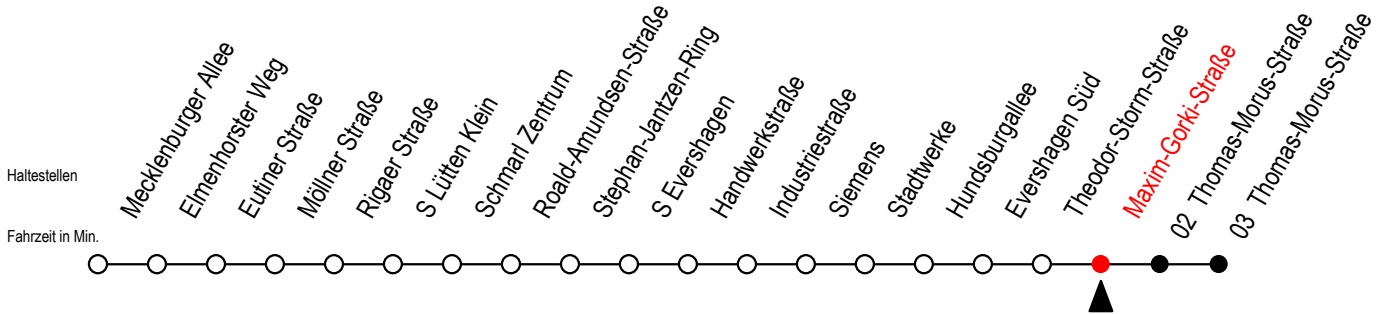 Haltestellen
Fahrzeit in Min.
Mecklenburger Allee
Elmenhorster Weg
Eutiner Straße
Möllner Straße
Rigaer Straße
S Lütten Klein
Schmarl Zentrum
Roald-Amundsen-Straße
Stephan-Jantzen-Ring
S Evershagen
Handwerkstraße
Industriestraße
Siemens
Stadtwerke
Hundsburgallee
Evershagen Süd
Theodor-Storm-Straße
Maxim-Gorki-Straße
02 Thomas-Morus-Straße
03 Thomas-Morus-Straße